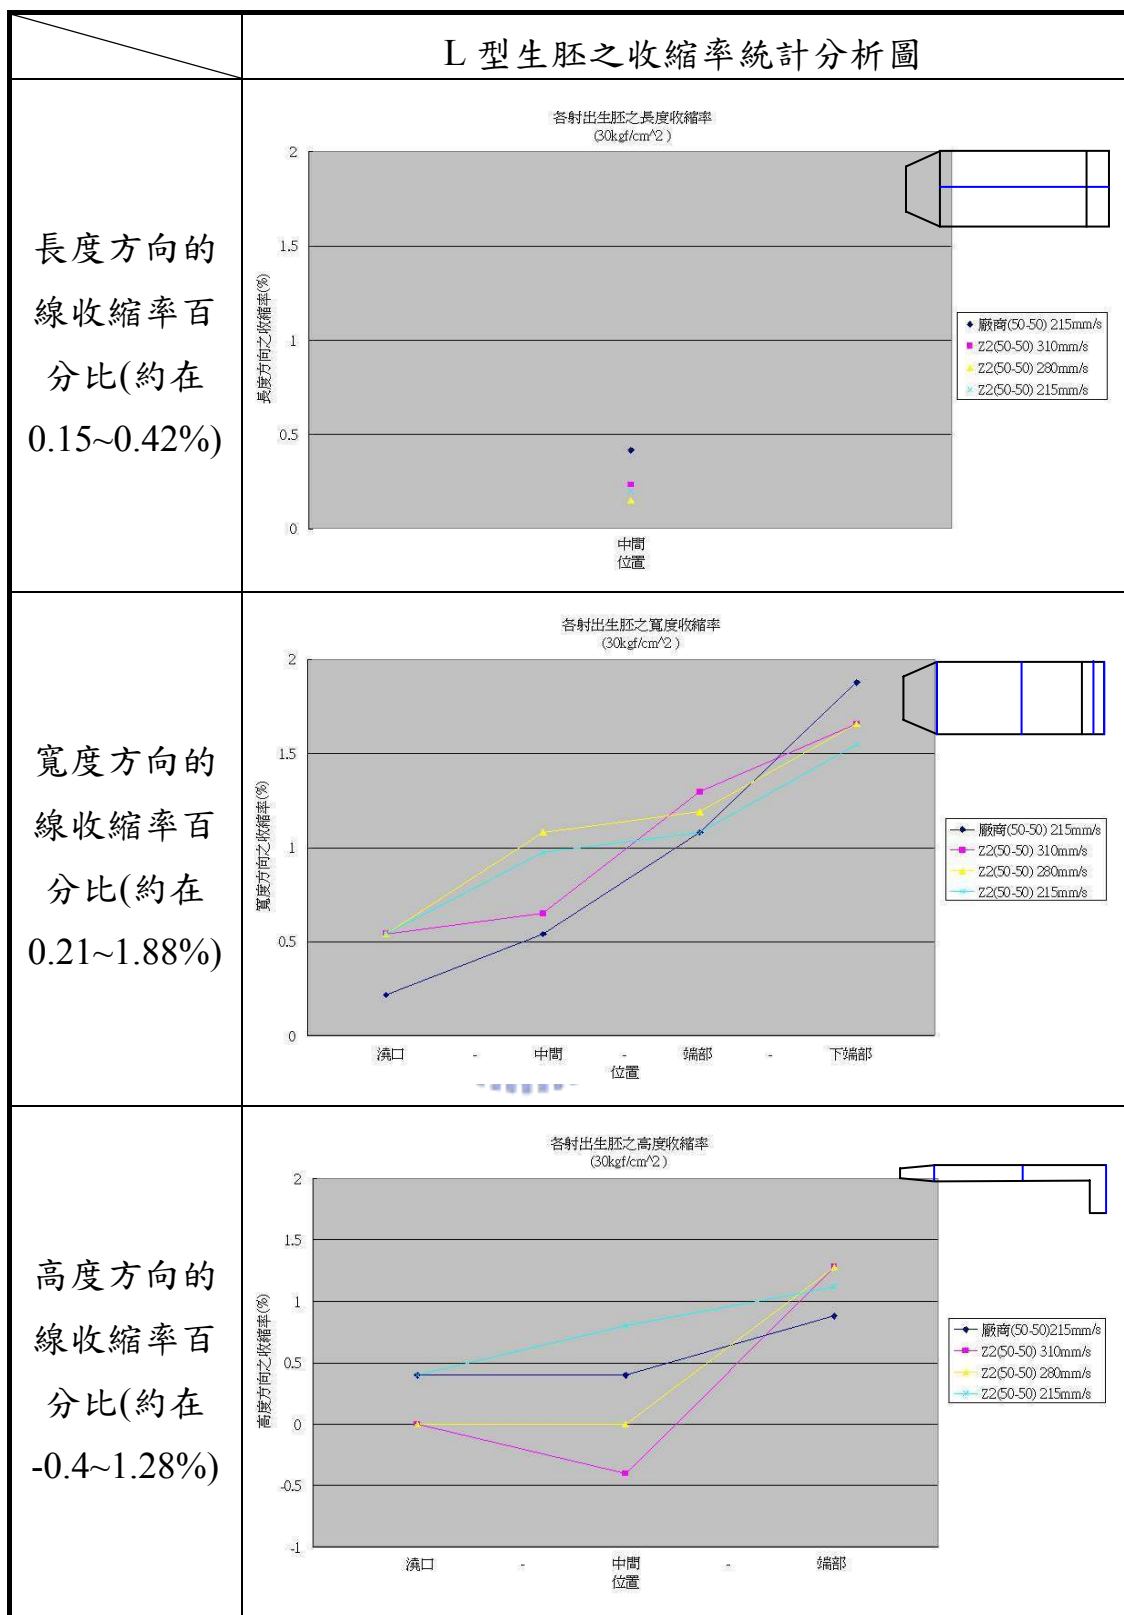 L 型生胚之收縮率統計分析圖
長度方向的
線收縮率百
分比(約在
0.15~0.42%)
各射出生胚之長度收縮率
(30kgf/cm^2 )
長度方向之收縮率(%)
2
1.5
1
0.5
0
中間
位置
廠商(50-50) 215mm/s
Z2(50-50) 310mm/s
Z2(50-50) 280mm/s
Z2(50-50) 215mm/s
寬度方向的
線收縮率百
分比(約在
0.21~1.88%)
各射出生胚之寬度收縮率
(30kgf/cm^2 )
寬度方向之收縮率(%)
2
1.5
1
0.5
0
澆口 - 中間 - 端部 - 下端部
位置
廠商(50-50) 215mm/s
Z2(50-50) 310mm/s
Z2(50-50) 280mm/s
Z2(50-50) 215mm/s
高度方向的
線收縮率百
分比(約在
-0.4~1.28%)
各射出生胚之高度收縮率
(30kgf/cm^2 )
高度方向之收縮率(%)
2
1.5
1
0.5
0
-0.5
-1
澆口 - 中間 - 端部
位置
廠商(50-50)215mm/s
Z2(50-50) 310mm/s
Z2(50-50) 280mm/s
Z2(50-50) 215mm/s